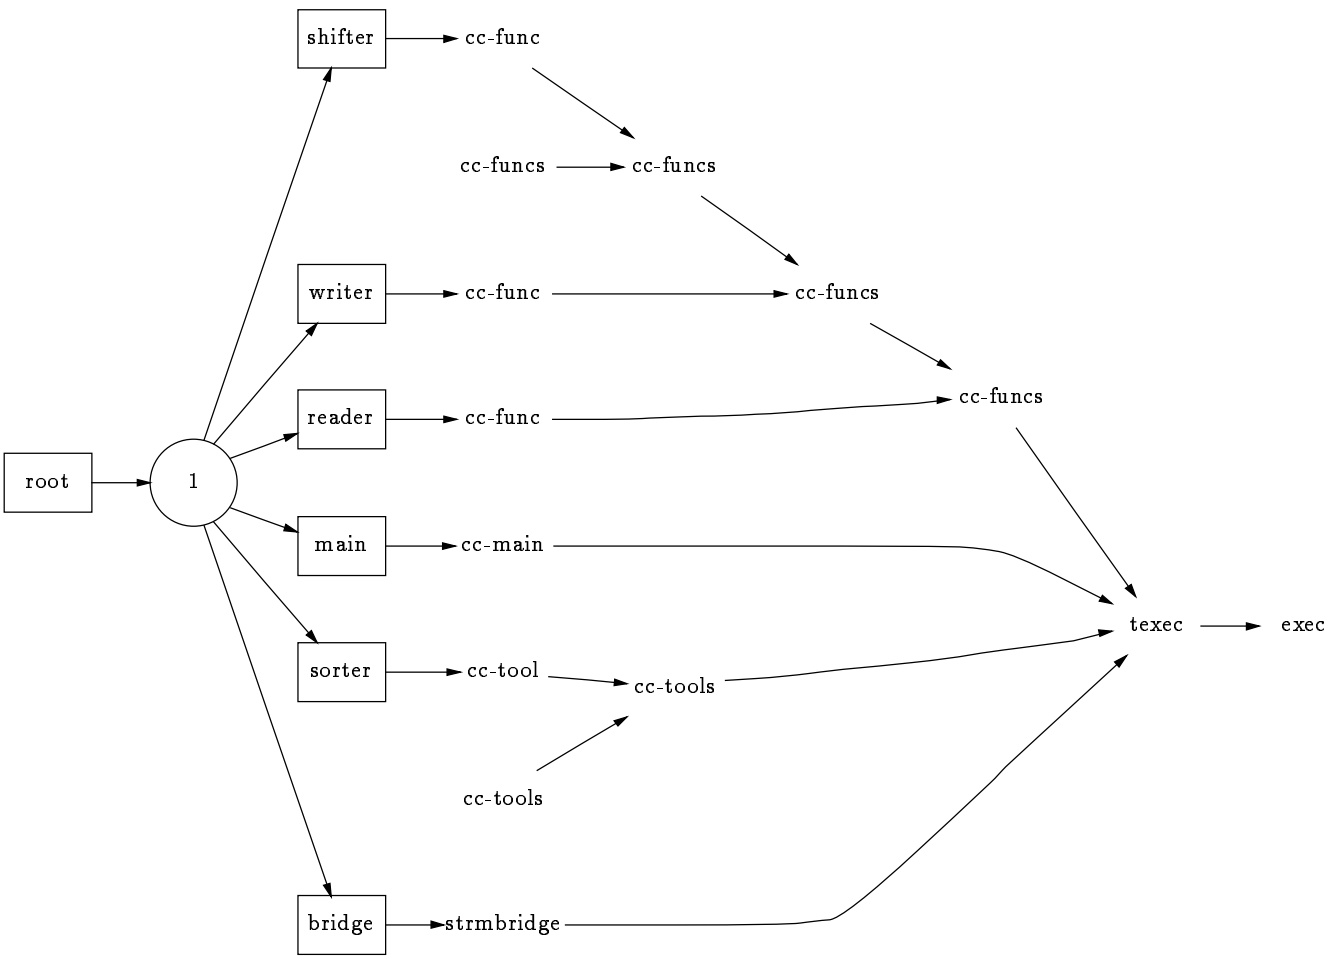 shifter cc-func
cc-funcs cc-funcs
writer cc-func cc-funcs
cc-funcs
reader cc-func
root 1
main cc-main
texec exec
sorter cc-tool
cc-tools
cc-tools
bridge strmbridge